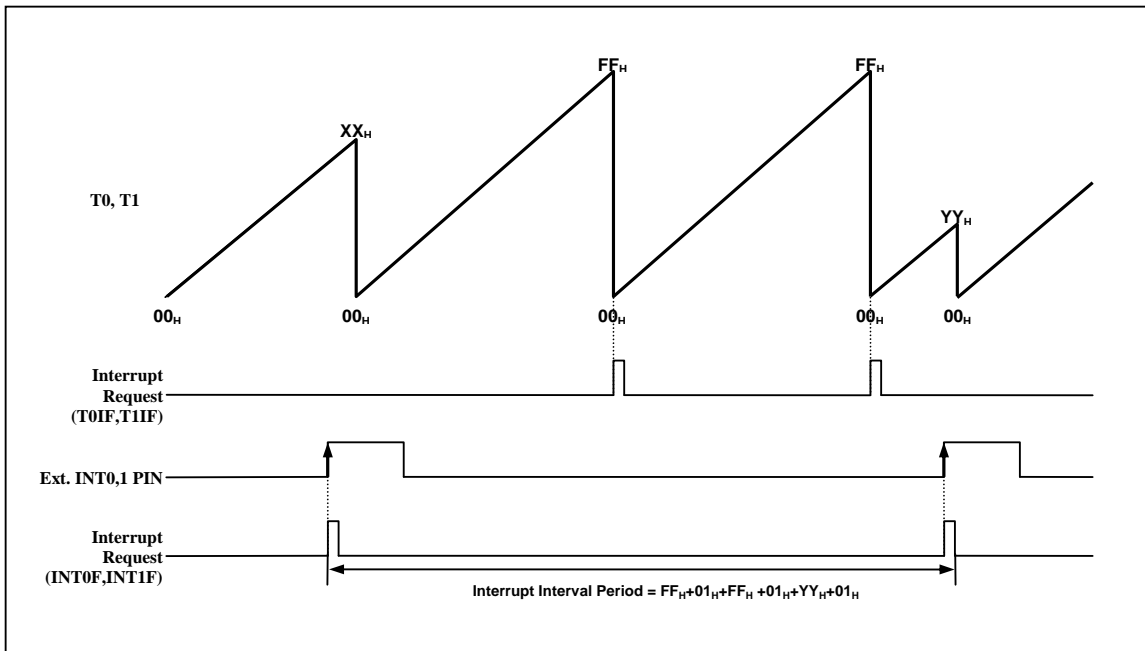 FFH FFH
XXH
T0, T1
YYH
00H 00H 00H 00H 00H
Interrupt
Request
(T0IF,T1IF)
Ext. INT0,1 PIN
Interrupt
Request
(INT0F,INT1F)
Interrupt Interval Period = FFH+01H+FFH +01H+YYH+01H